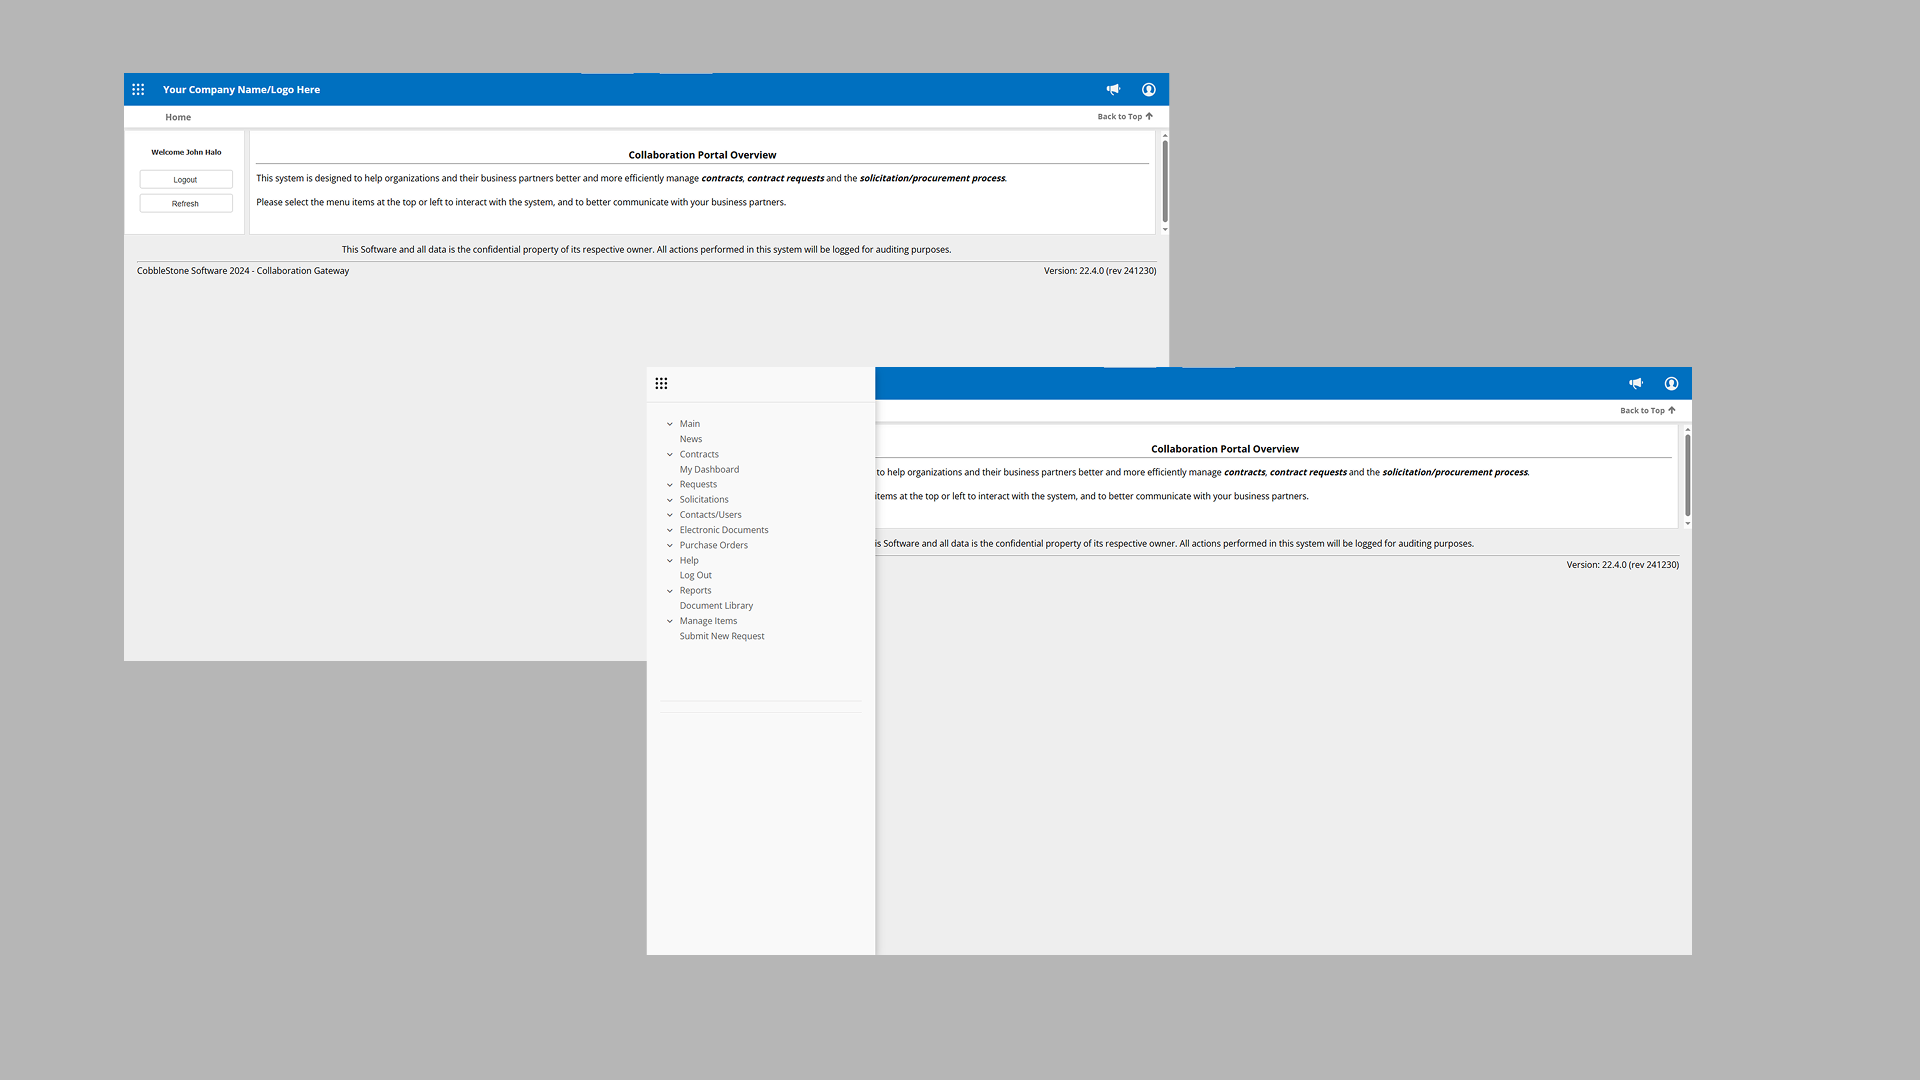 Your Company Name/Logo Here
Home
Back to Top
Welcome John Halo
Logout
Refresh
Collaboration Portal Overview
This system is designed to help organizations and their business partners better and more efficiently manage contracts, contract requests and the solicitation/procurement process.
Please select the menu items at the top or left to interact with the system, and to better communicate with your business partners.
This Software and all data is the confidential property of its respective owner. All actions performed in this system will be logged for auditing purposes.
CobbleStone Software 2024 - Collaboration Gateway
Version: 22.4.0 (rev 241230)
Main
News
Contracts
My Dashboard
Requests
Solicitations
Contacts/Users
Electronic Documents
Purchase Orders
Help
Log Out
Reports
Document Library
Manage Items
Submit New Request
Back to Top
Collaboration Portal Overview
to help organizations and their business partners better and more efficiently manage contracts, contract requests and the solicitation/procurement process.
items at the top or left to interact with the system, and to better communicate with your business partners.
is Software and all data is the confidential property of its respective owner. All actions performed in this system will be logged for auditing purposes.
Version: 22.4.0 (rev 241230)